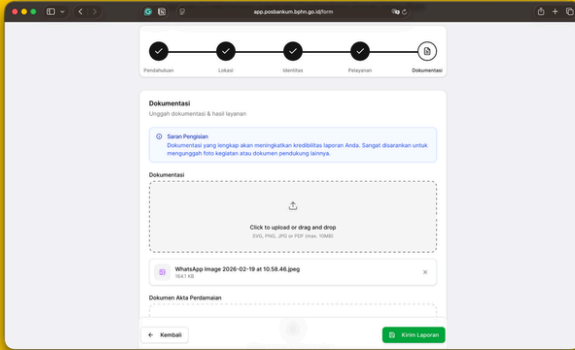 app.posbankum.bphn.go.id/form
Pendahuluan
Lokasi
Identitas
Pelayanan
Dokumentasi
Dokumentasi
Unggah dokumentasi & hasil layanan
Saran Pengisian
Dokumentasi yang lengkap akan meningkatkan kredibilitas laporan Anda. Sangat disarankan untuk
mengunggah foto kegiatan atau dokumen pendukung lainnya.
Dokumentasi
Click to upload or drag and drop
SVG, PNG, JPG or PDF (max. 10MB)
WhatsApp Image 2026-02-19 at 10.58.46.jpeg
164.1 KB
Dokumen Akta Perdamaian
Kembali
Kirim Laporan